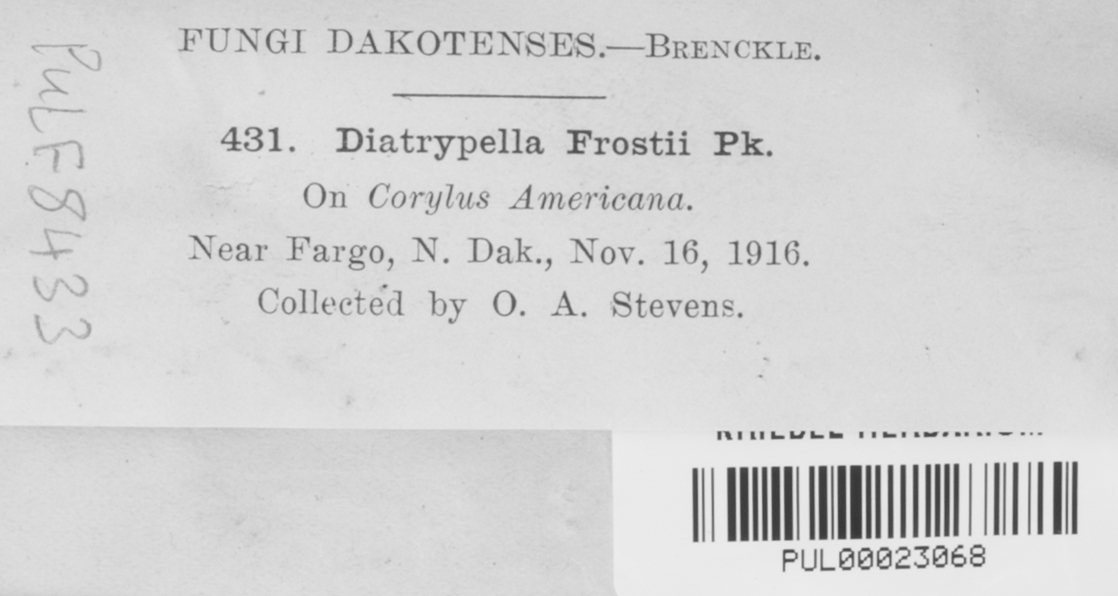 FUNGI DAKOTENSES.—BRENCKLE.
431. Diatrypella Frostii Pk.
On Corylus Americana.
Near Fargo, N. Dak., Nov. 16, 1916.
Collected by O. A. Stevens.
PUL F8433
PUL00023068